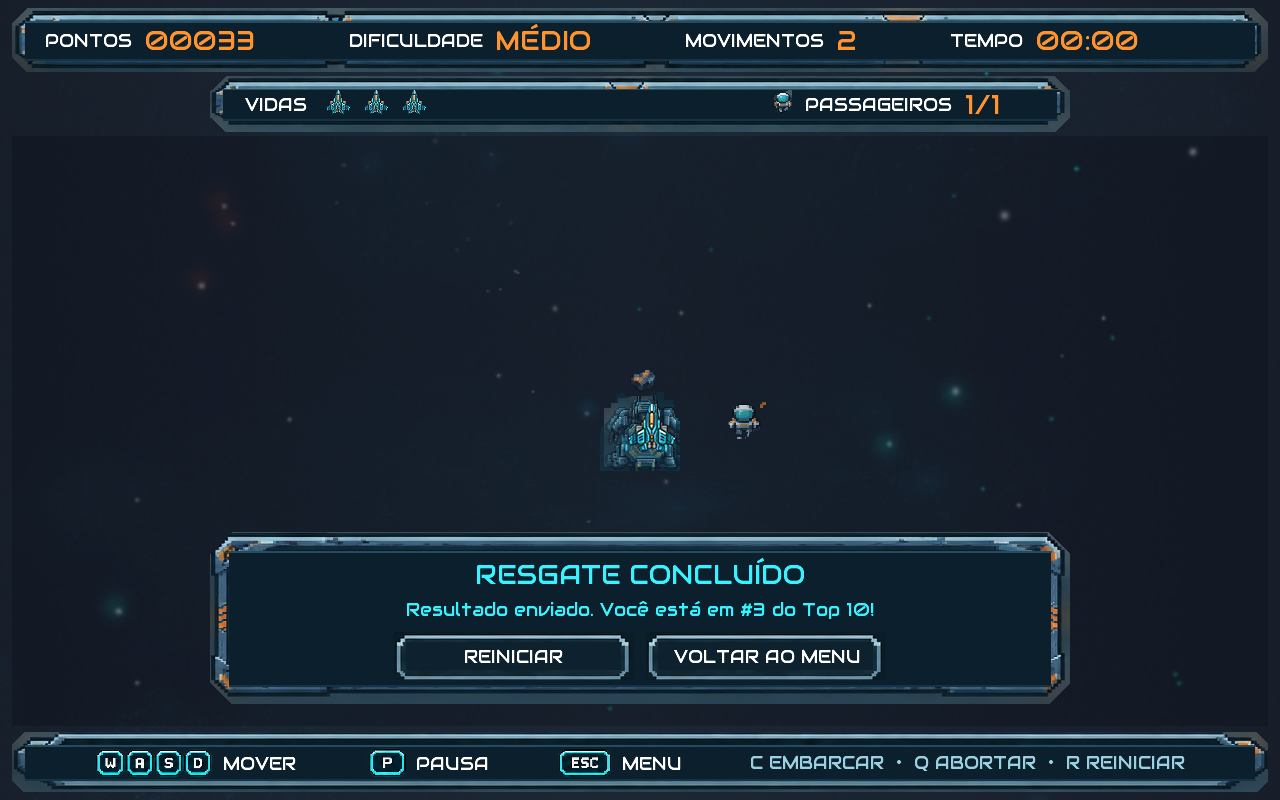 PONTOS 00033 DIFICULDADE MÉDIO MOVIMENTOS 2 TEMPO 00:00
VIDAS PASSAGEIROS 1/1
RESGATE CONCLUÍDO
Resultado enviado. Você está em #3 do Top 10!
REINICIAR VOLTAR AO MENU
W A S D MOVER P PAUSA ESC MENU C EMBARCAR • Q ABORTAR • R REINICIAR